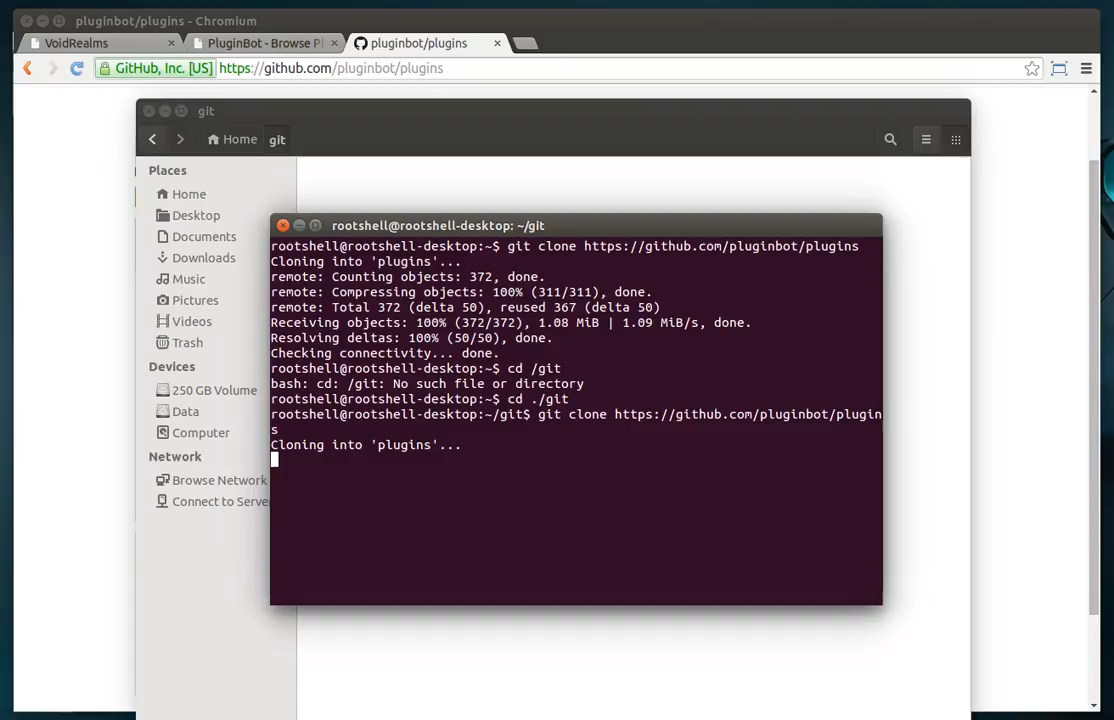 pluginbot/plugins - Chromium
VoidRealms
PluginBot - Browse P
pluginbot/plugins
GitHub, Inc. [US]
https://github.com/pluginbot/plugins
git
Home
git
Places
Home
Desktop
Documents
Downloads
Music
Pictures
Videos
Trash
Devices
250 GB Volume
Data
Computer
Network
Browse Network
Connect to Serve
rootshell@rootshell-desktop: ~/git
rootshell@rootshell-desktop:~$ git clone https://github.com/pluginbot/plugins
Cloning into 'plugins'...
remote: Counting objects: 372, done.
remote: Compressing objects: 100% (311/311), done.
remote: Total 372 (delta 50), reused 367 (delta 50)
Receiving objects: 100% (372/372), 1.08 MiB | 1.09 MiB/s, done.
Resolving deltas: 100% (50/50), done.
Checking connectivity... done.
rootshell@rootshell-desktop:~$ cd /git
bash: cd: /git: No such file or directory
rootshell@rootshell-desktop:~$ cd ./git
rootshell@rootshell-desktop:~/git$ git clone https://github.com/pluginbot/plugin
s
Cloning into 'plugins'...